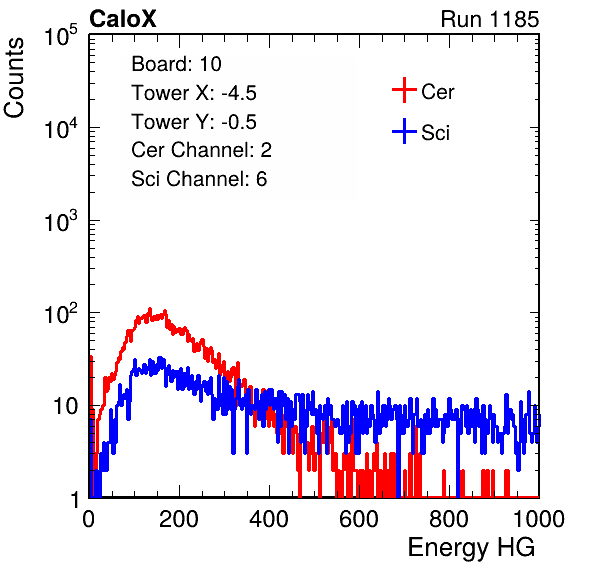 CaloX Run 1185
Counts
10^5
10^4
10^3
10^2
10
1
Board: 10
Tower X: -4.5
Tower Y: -0.5
Cer Channel: 2
Sci Channel: 6
Cer
Sci
0 200 400 600 800 1000
Energy HG